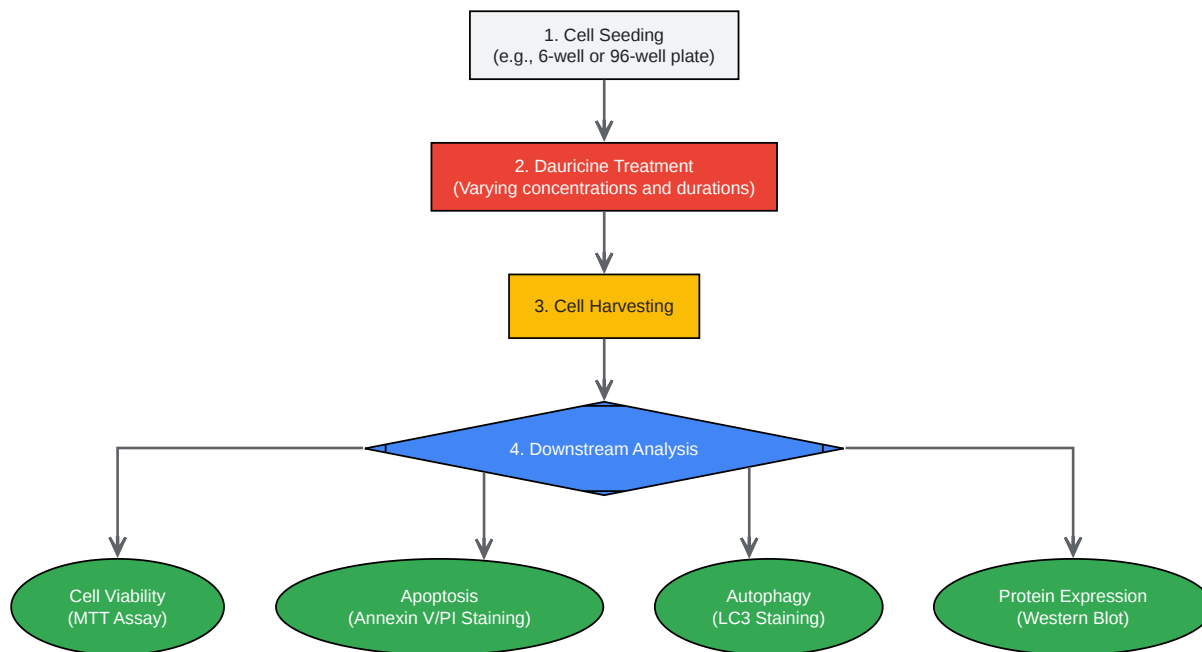 1. Cell Seeding
(e.g., 6-well or 96-well plate)
2. Dauricine Treatment
(Varying concentrations and durations)
3. Cell Harvesting
4. Downstream Analysis
Cell Viability
(MTT Assay)
Apoptosis
(Annexin V/PI Staining)
Autophagy
(LC3 Staining)
Protein Expression
(Western Blot)